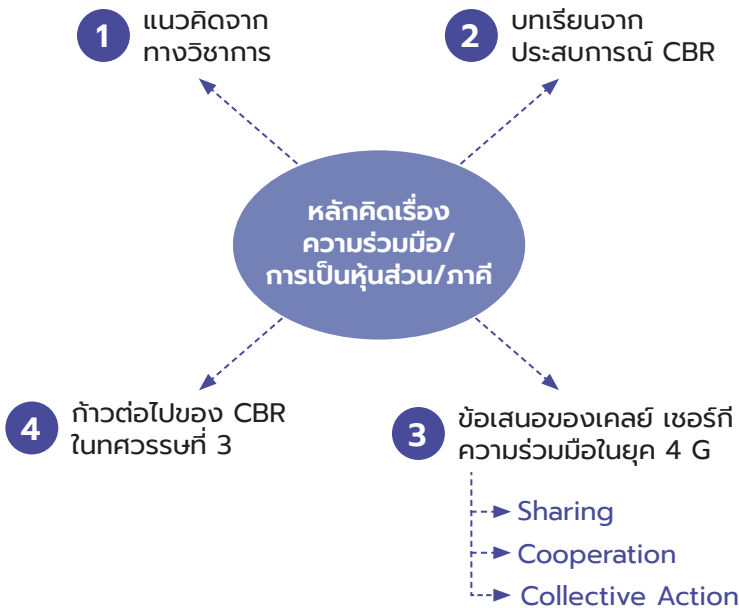 1
แนวคิดจาก
ทางวิชาการ
2
บทเรียนจาก
ประสบการณ์ CBR
หลักคิดเรื่อง
ความร่วมมือ/
การเป็นหุ้นส่วน/ภาคี
4
ก้าวต่อไปของ CBR
ในทศวรรษที่ 3
3
ข้อเสนอของเคลย์ เชอร์กี
ความร่วมมือในยุค 4 G
Sharing
Cooperation
Collective Action